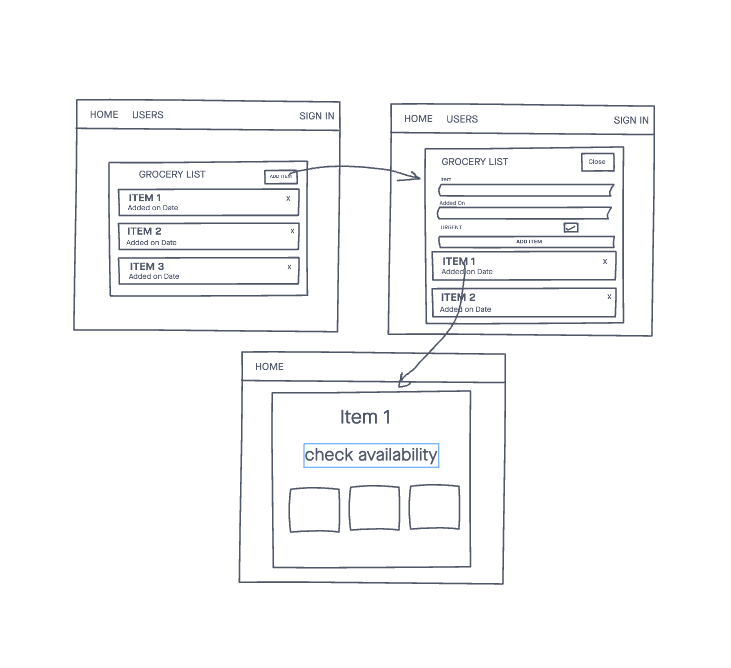 HOME USERS SIGN IN
GROCERY LIST ADD ITEM
ITEM 1 X
Added on Date
ITEM 2 X
Added on Date
ITEM 3 X
Added on Date
HOME USERS SIGN IN
GROCERY LIST Close
Item
Added On
URGENT
ADD ITEM
ITEM 1 X
Added on Date
ITEM 2 X
Added on Date
HOME
Item 1
check availability